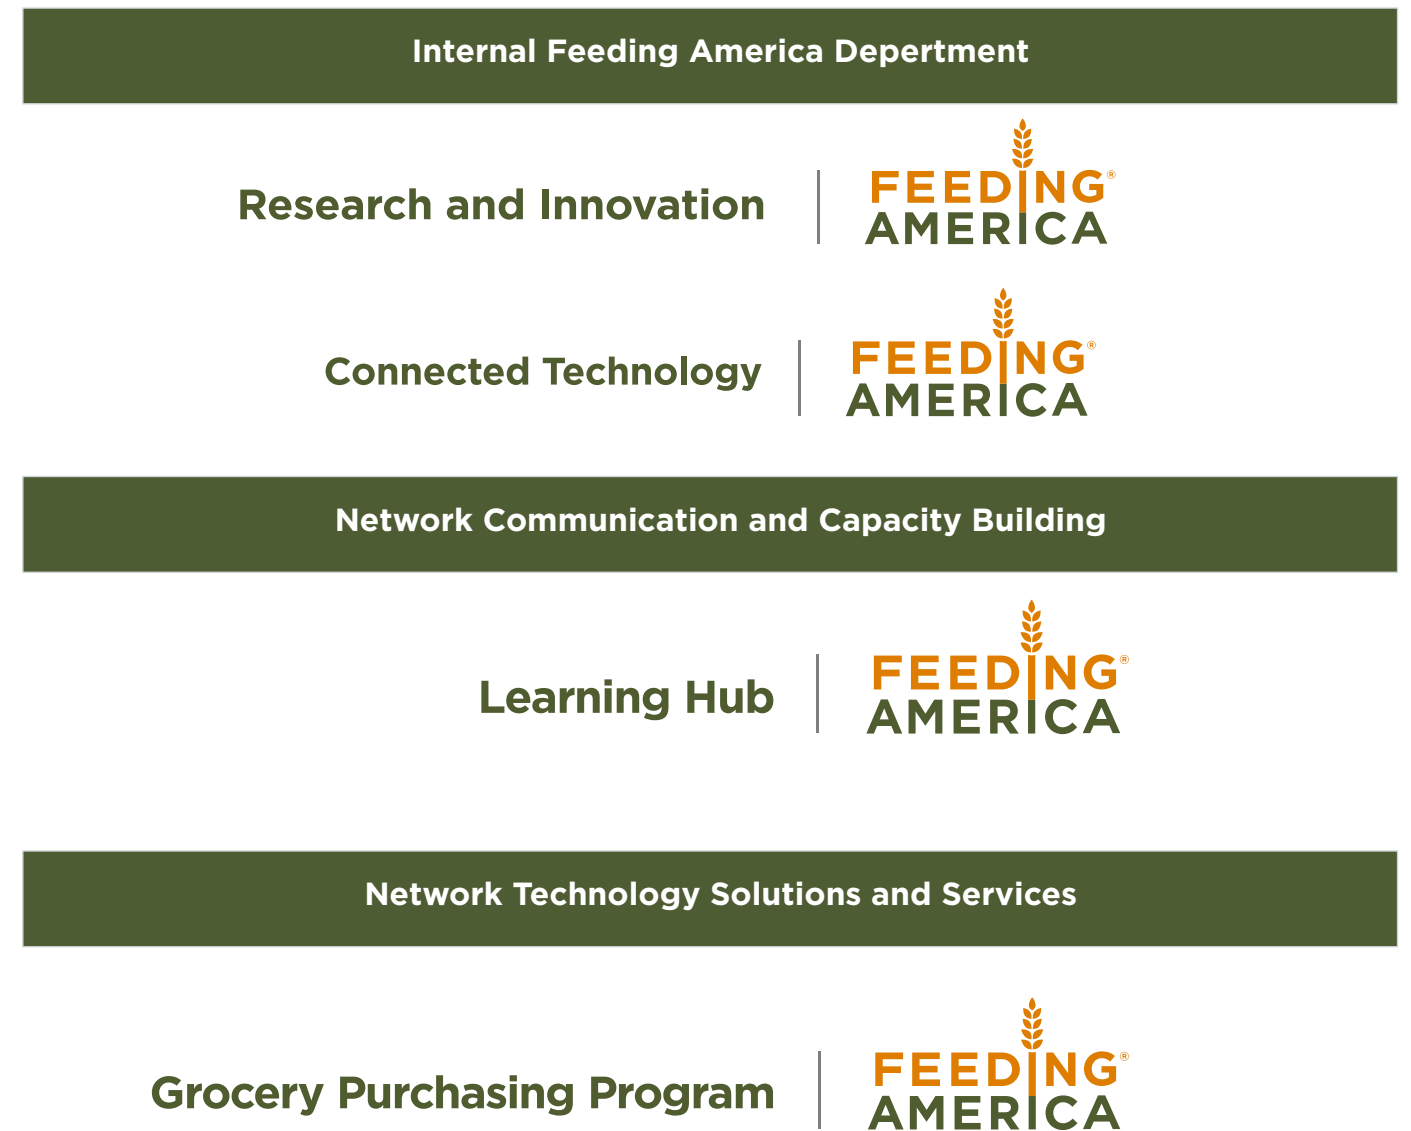 Internal Feeding America Depertment
Research and Innovation
FEEDING®
AMERICA
Connected Technology
FEEDING®
AMERICA
Network Communication and Capacity Building
Learning Hub
FEEDING®
AMERICA
Network Technology Solutions and Services
Grocery Purchasing Program
FEEDING®
AMERICA